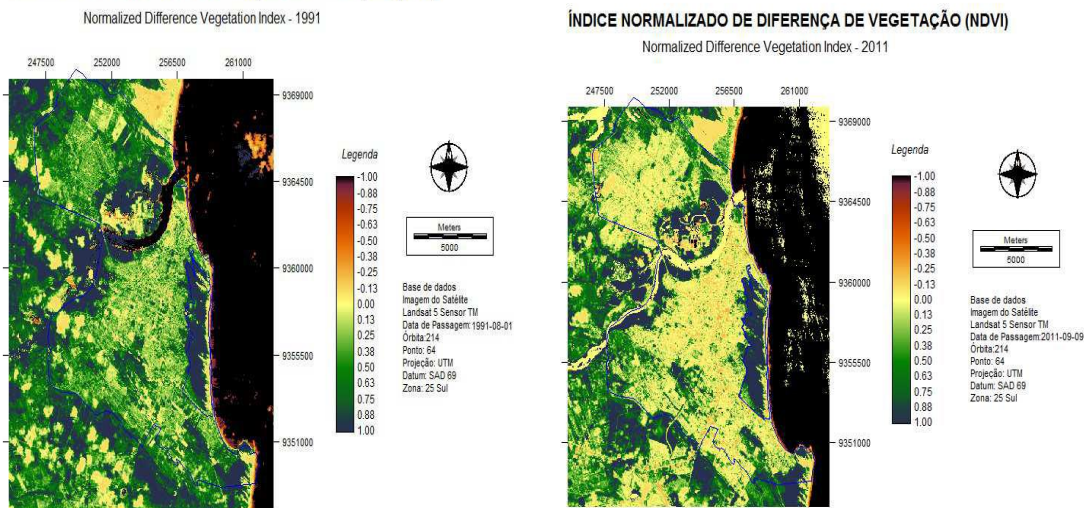 Normalized Difference Vegetation Index - 1991
247500 252000 256500 261000
9369000
9364500
9360000
9355500
9351000
Legenda
-1.00
-0.88
-0.75
-0.63
-0.50
-0.38
-0.25
-0.13
0.00
0.13
0.25
0.38
0.50
0.63
0.75
0.88
1.00
Meters
5000
Base de dados
Imagem do Satélite
Landsat 5 Sensor TM
Data de Passagem:1991-08-01
Órbita:214
Ponto: 64
Projeção: UTM
Datum: SAD 69
Zona: 25 Sul
ÍNDICE NORMALIZADO DE DIFERENÇA DE VEGETAÇÃO (NDVI)
Normalized Difference Vegetation Index - 2011
247500 252000 256500 261000
9369000
9364500
9360000
9355500
9351000
Legenda
-1.00
-0.88
-0.75
-0.63
-0.50
-0.38
-0.25
-0.13
0.00
0.13
0.25
0.38
0.50
0.63
0.75
0.88
1.00
Meters
5000
Base de dados
Imagem do Satélite
Landsat 5 Sensor TM
Data de Passagem:2011-09-09
Órbita:214
Ponto: 64
Projeção: UTM
Datum: SAD 69
Zona: 25 Sul